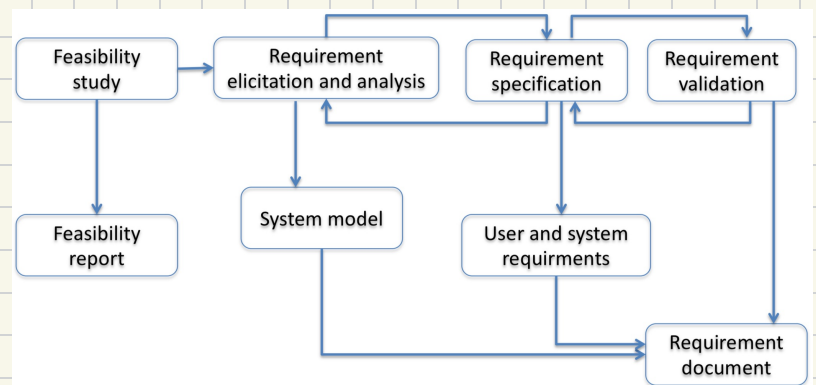 Feasibility
study
Requirement
elicitation and analysis
Requirement
specification
Requirement
validation
System model
Feasibility
report
User and system
requirments
Requirement
document